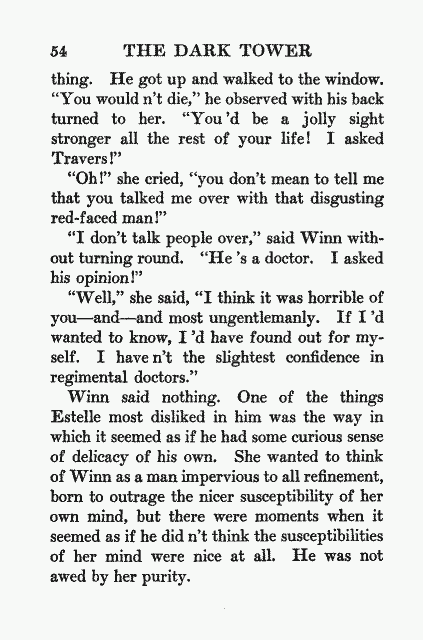 54 THE DARK TOWER
thing. He got up and walked to the window.
“You would n’t die,” he observed with his back
turned to her. “You ’d be a jolly sight
stronger all the rest of your life! I asked
Travers!”
“Oh!” she cried, “you don’t mean to tell me
that you talked me over with that disgusting
red-faced man!”
“I don’t talk people over,” said Winn with-
out turning round. “He ’s a doctor. I asked
his opinion!”
“Well,” she said, “I think it was horrible of
you—and—and most ungentlemanly. If I ’d
wanted to know, I ’d have found out for my-
self. I have n’t the slightest confidence in
regimental doctors.”
Winn said nothing. One of the things
Estelle most disliked in him was the way in
which it seemed as if he had some curious sense
of delicacy of his own. She wanted to think
of Winn as a man impervious to all refinement,
born to outrage the nicer susceptibility of her
own mind, but there were moments when it
seemed as if he did n’t think the susceptibilities
of her mind were nice at all. He was not
awed by her purity.